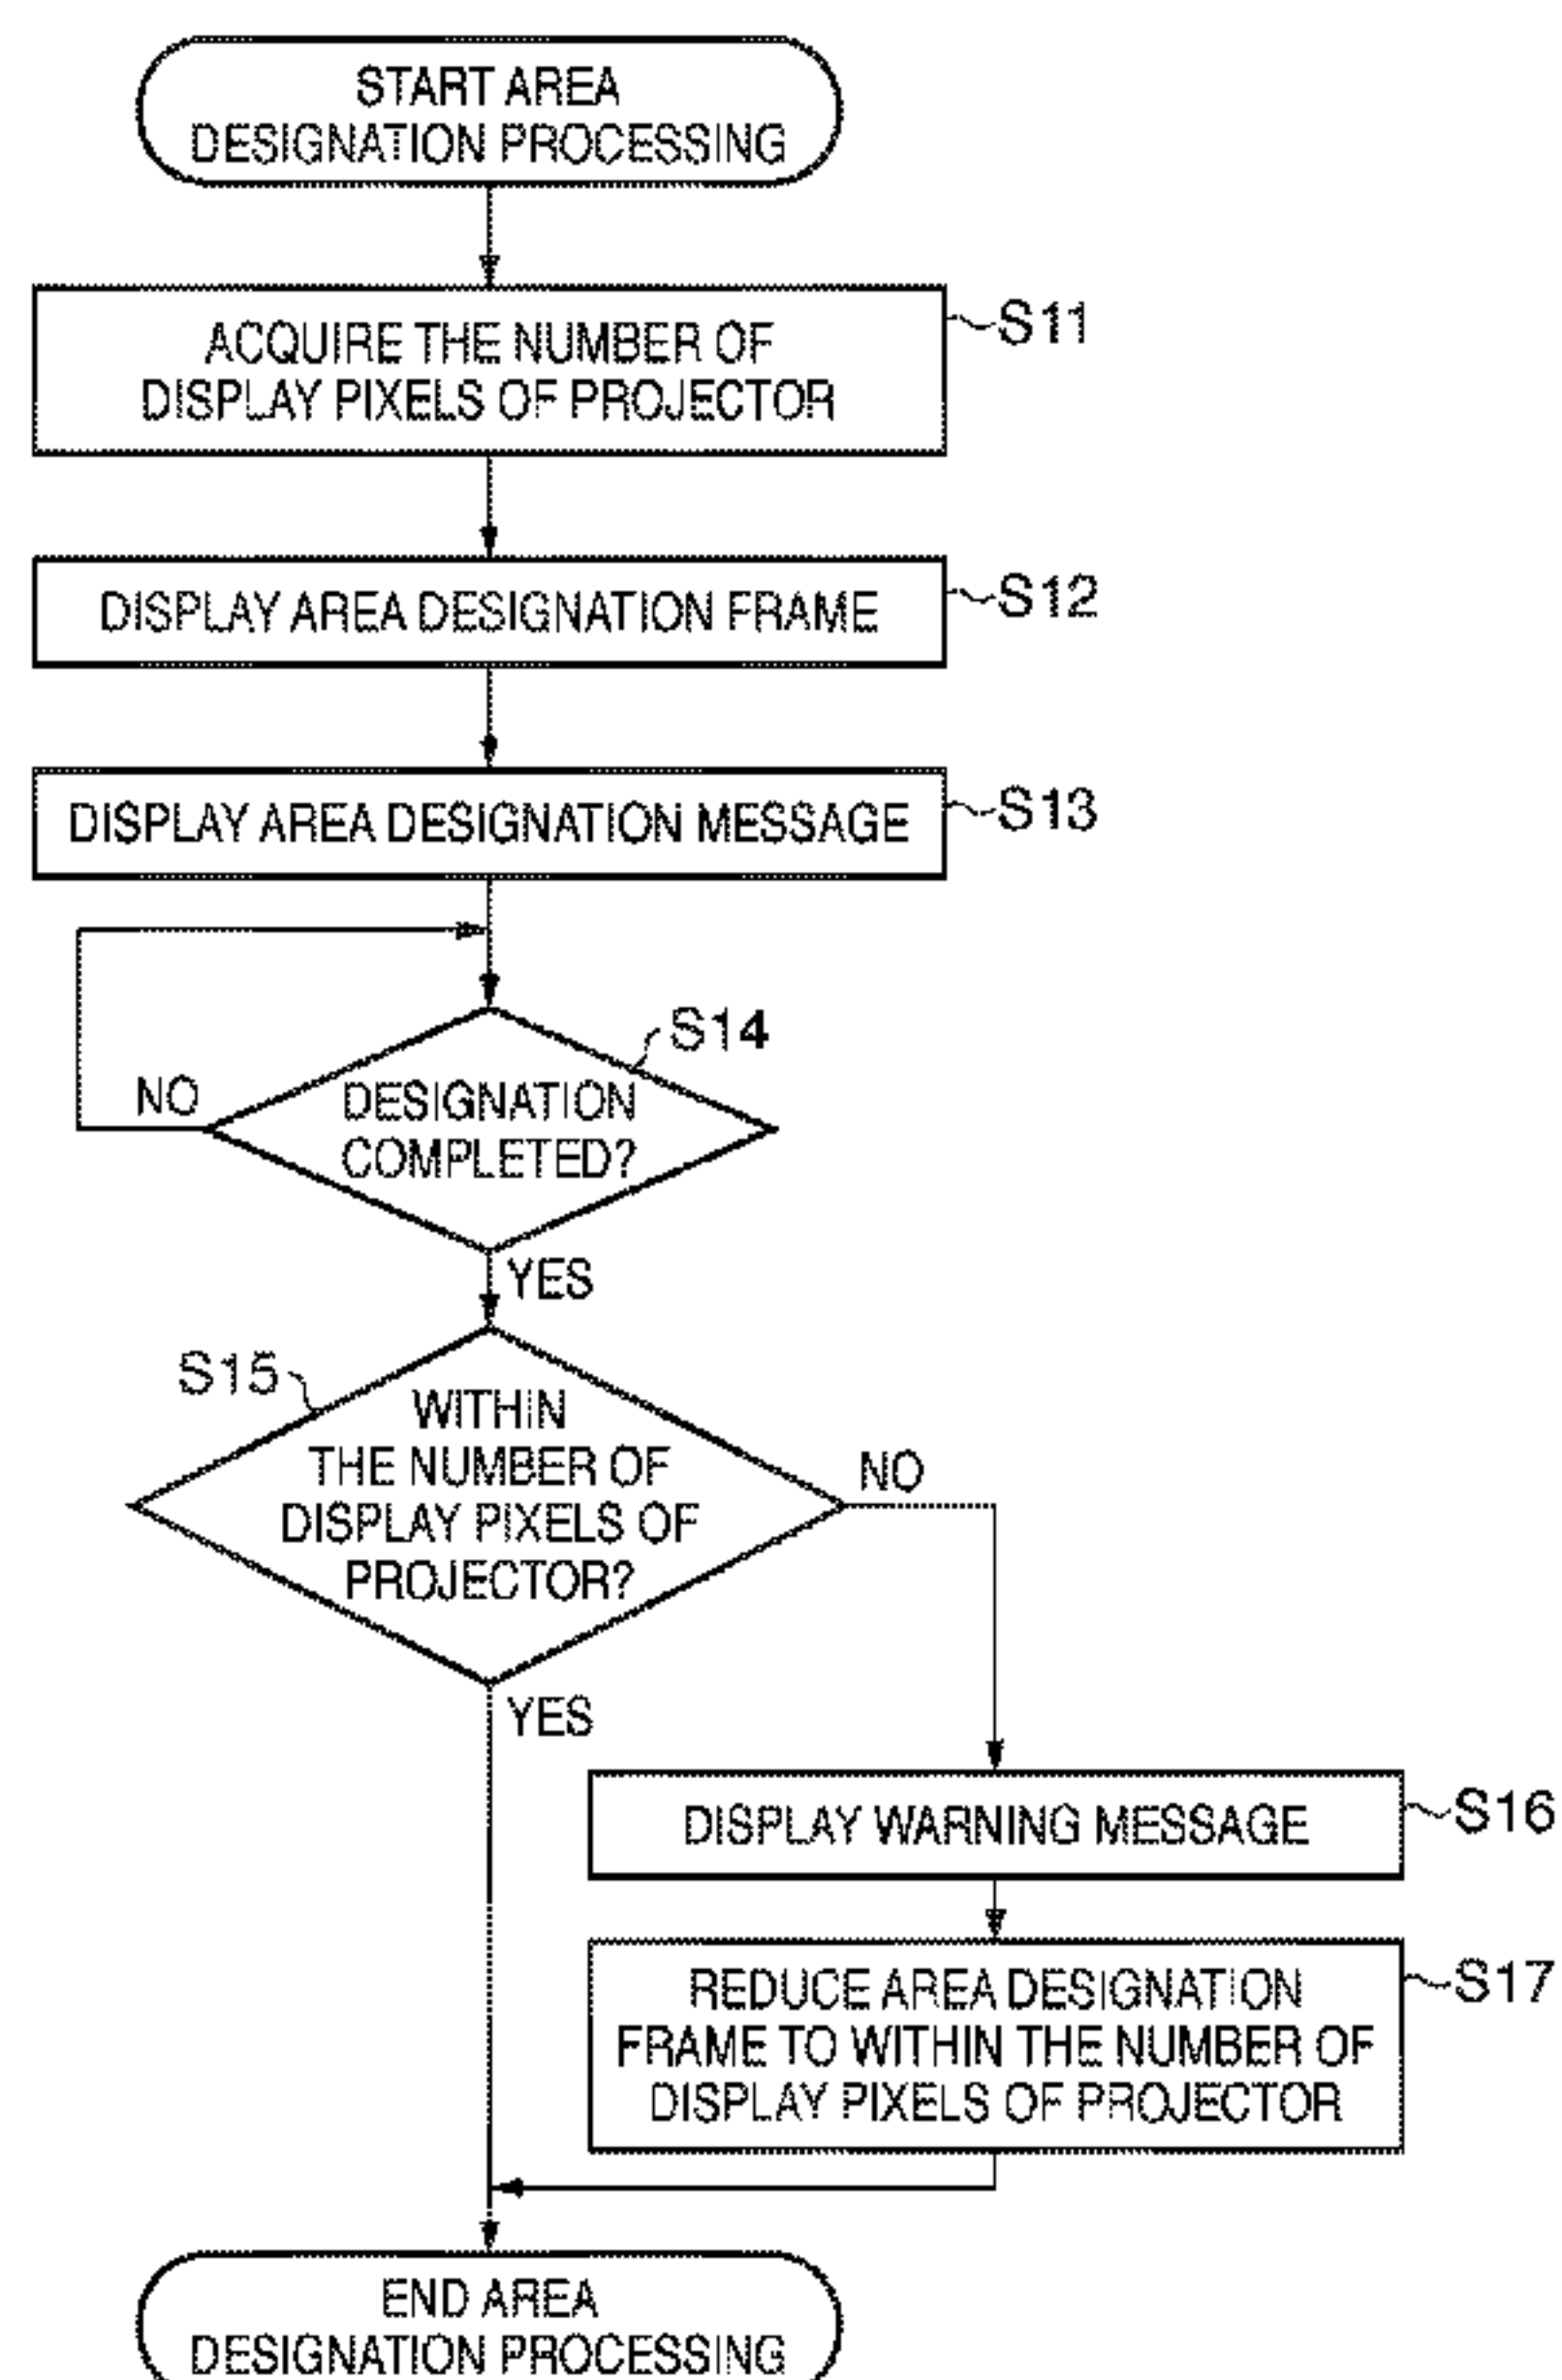 START AREA
DESIGNATION PROCESSING
ACQUIRE THE NUMBER OF
DISPLAY PIXELS OF PROJECTOR
S11
DISPLAY AREA DESIGNATION FRAME
S12
DISPLAY AREA DESIGNATION MESSAGE
S13
S14
NO
DESIGNATION
COMPLETED?
YES
S15
WITHIN
THE NUMBER OF
DISPLAY PIXELS OF
PROJECTOR?
NO
YES
DISPLAY WARNING MESSAGE
S16
REDUCE AREA DESIGNATION
FRAME TO WITHIN THE NUMBER OF
DISPLAY PIXELS OF PROJECTOR
S17
END AREA
DESIGNATION PROCESSING